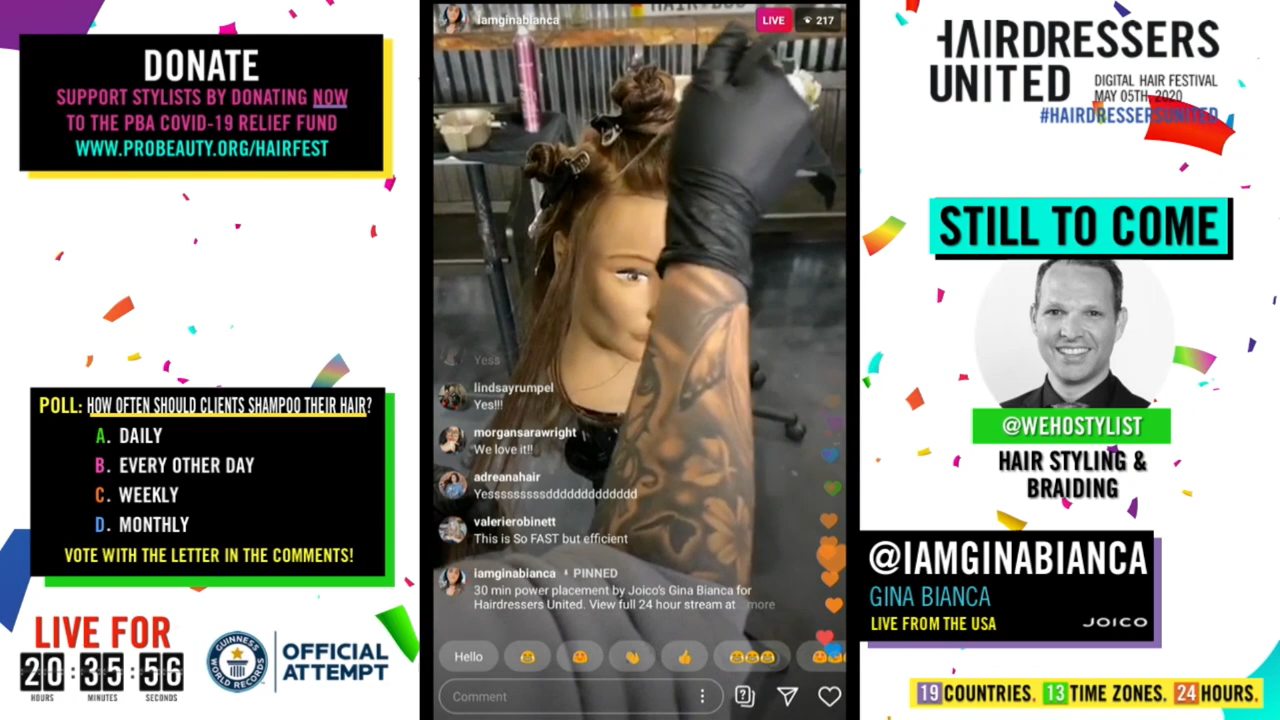 DONATE
SUPPORT STYLISTS BY DONATING NOW
TO THE PBA COVID-19 RELIEF FUND
WWW.PROBEAUTY.ORG/HAIRFEST
POLL: HOW OFTEN SHOULD CLIENTS SHAMPOO THEIR HAIR?
A. DAILY
B. EVERY OTHER DAY
C. WEEKLY
D. MONTHLY
VOTE WITH THE LETTER IN THE COMMENTS!
LIVE FOR
20:35:56
HOURS MINUTES SECONDS
GUINNESS
WORLD RECORDS
OFFICIAL
ATTEMPT
iamginabianca
LIVE
217
Yess
lindsayrumpel
Yes!!!
morgansarawright
We love it!!
adreanahair
Yesssssssssddddddddddddd
valerierobinett
This is So FAST but efficient
iamginabianca PINNED
30 min power placement by Joico's Gina Bianca for
Hairdressers United. View full 24 hour stream at more
Hello
Comment
HAIRDRESSERS
UNITED
DIGITAL HAIR FESTIVAL
MAY 05TH, 2020
#HAIRDRESSERSUNITED
STILL TO COME
@WEHOSTYLIST
HAIR STYLING &
BRAIDING
@IAMGINABIANCA
GINA BIANCA
LIVE FROM THE USA
JOICO
19 COUNTRIES. 13 TIME ZONES. 24 HOURS.